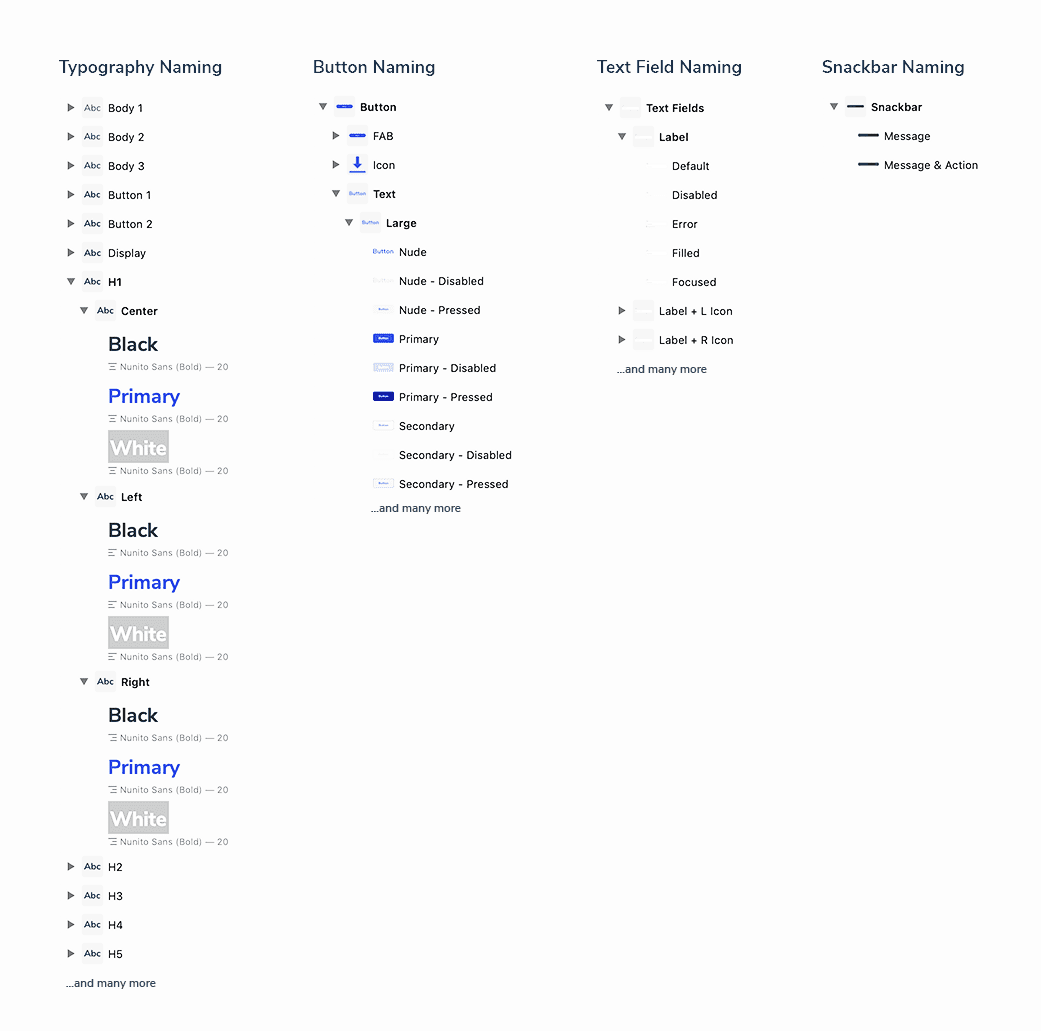 Typography Naming
Abc Body 1
Abc Body 2
Abc Body 3
Abc Button 1
Abc Button 2
Abc Display
Abc H1
Abc Center
Black
Nunito Sans (Bold) — 20
Primary
Nunito Sans (Bold) — 20
White
Nunito Sans (Bold) — 20
Abc Left
Black
Nunito Sans (Bold) — 20
Primary
Nunito Sans (Bold) — 20
White
Nunito Sans (Bold) — 20
Abc Right
Black
Nunito Sans (Bold) — 20
Primary
Nunito Sans (Bold) — 20
White
Nunito Sans (Bold) — 20
Abc H2
Abc H3
Abc H4
Abc H5
...and many more
Button Naming
Button
FAB
Icon
Button Text
Button Large
Button Nude
Nude - Disabled
Button Nude - Pressed
Button Primary
Primary - Disabled
Button Primary - Pressed
Button Secondary
Secondary - Disabled
Button Secondary - Pressed
...and many more
Text Field Naming
Text Fields
Label
Default
Disabled
Error
Filled
Focused
Label + L Icon
Label + R Icon
...and many more
Snackbar Naming
Snackbar
Message
Message & Action